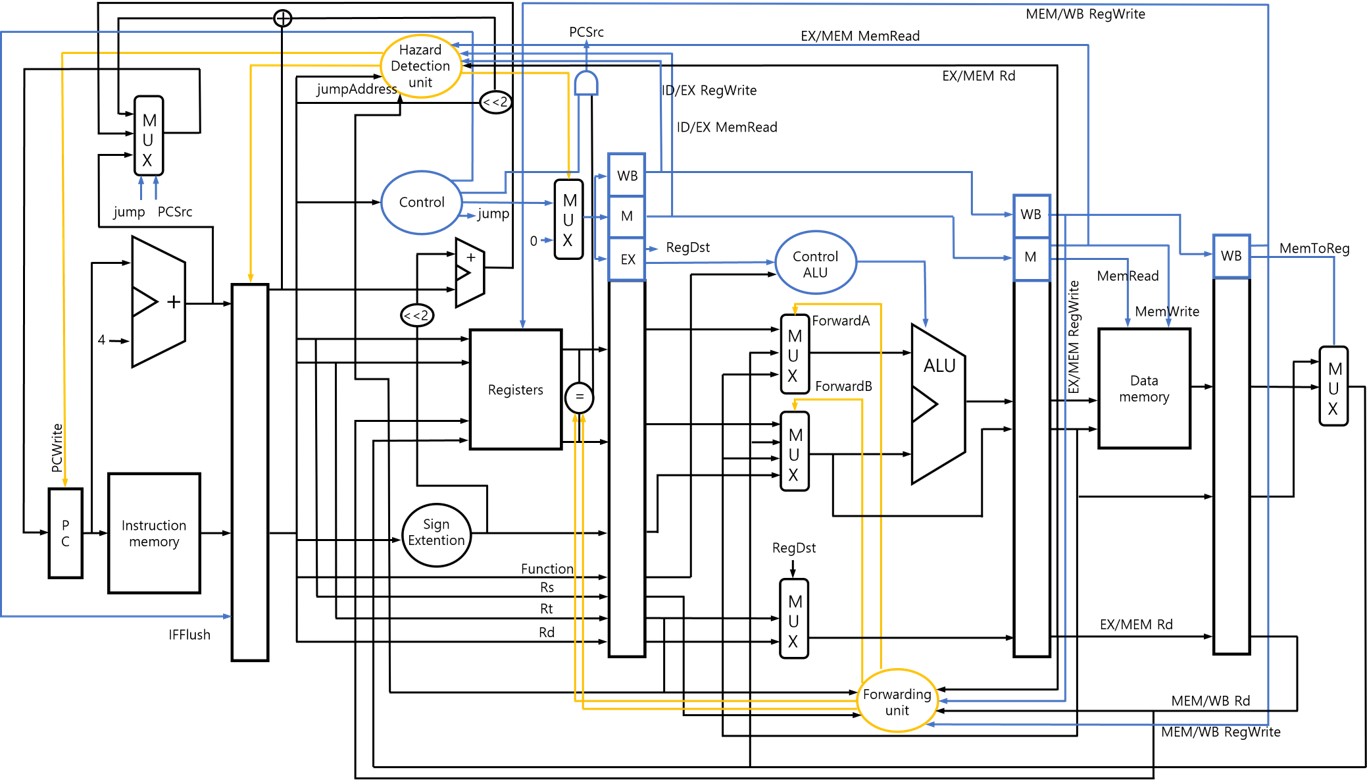 MEM/WB RegWrite
PCSrc
EX/MEM MemRead
Hazard
Detection
unit
EX/MEM Rd
jumpAddress
<<2
ID/EX RegWrite
M
U
X
ID/EX MemRead
WB
Control
M
U
X
M
jump
PCSrc
jump
WB
0
RegDst
MemToReg
+
EX
Control
ALU
M
WB
MemRead
+
EX/MEM RegWrite
MemWrite
<<2
M
U
X
ForwardA
4
ALU
M
U
X
Registers
=
ForwardB
Data
memory
PCWrite
M
U
X
P
C
Instruction
memory
Sign
Extention
RegDst
Function
Rs
M
U
X
Rt
Rd
EX/MEM Rd
IFFlush
Forwarding
unit
MEM/WB Rd
MEM/WB RegWrite